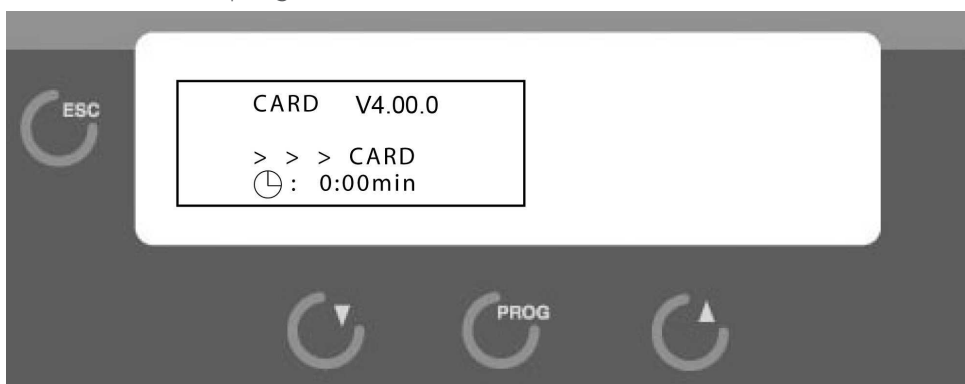 ESC
CARD V4.00.0
> > > CARD
: 0:00min
▼ PROG ▲